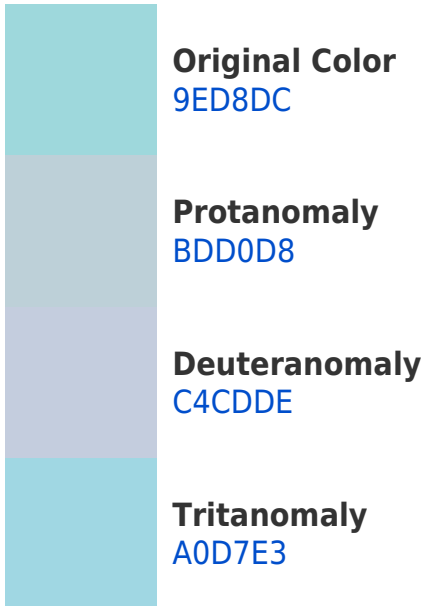 Original Color
9ED8DC
Protanomaly
BDD0D8
Deuteranomaly
C4CDDE
Tritanomaly
A0D7E3